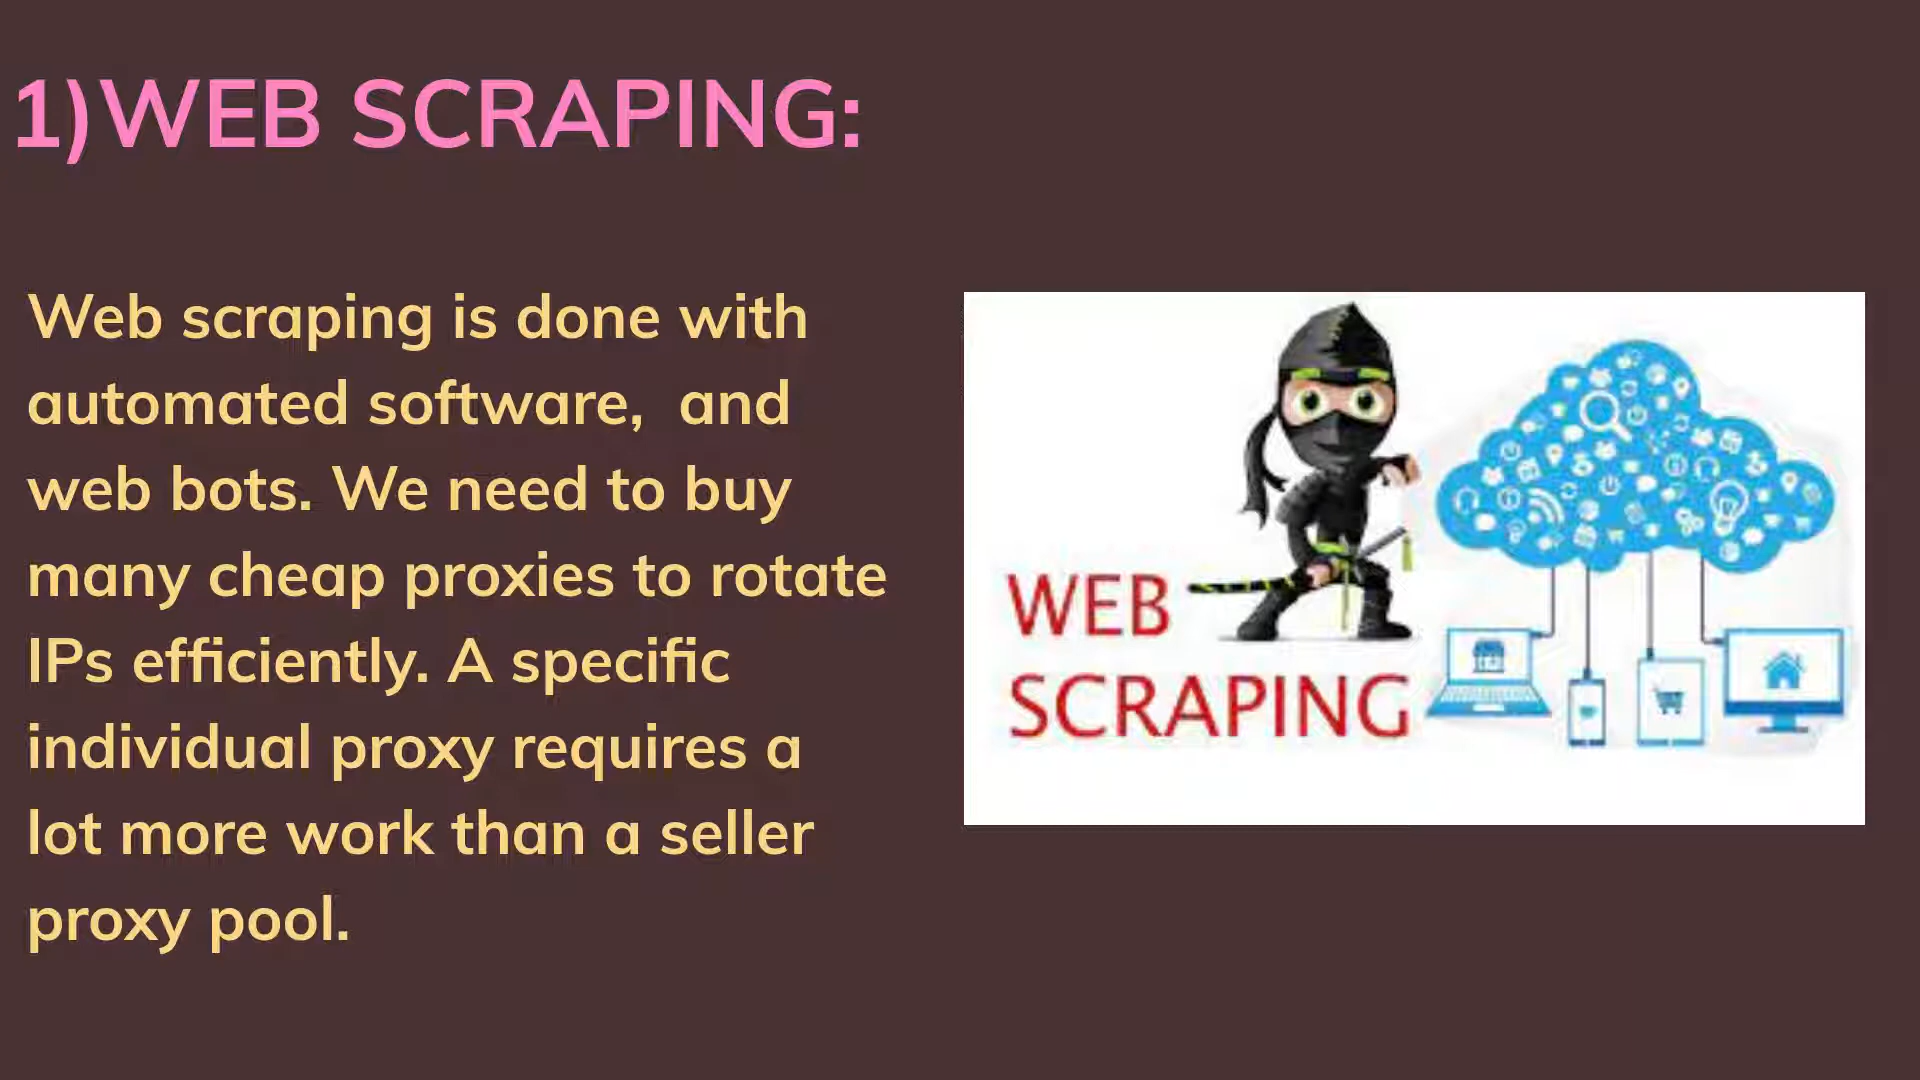 1)WEB SCRAPING:
Web scraping is done with
automated software,  and
web bots. We need to buy
many cheap proxies to rotate
IPs efficiently. A specific
individual proxy requires a
lot more work than a seller
proxy pool.
WEB
SCRAPING